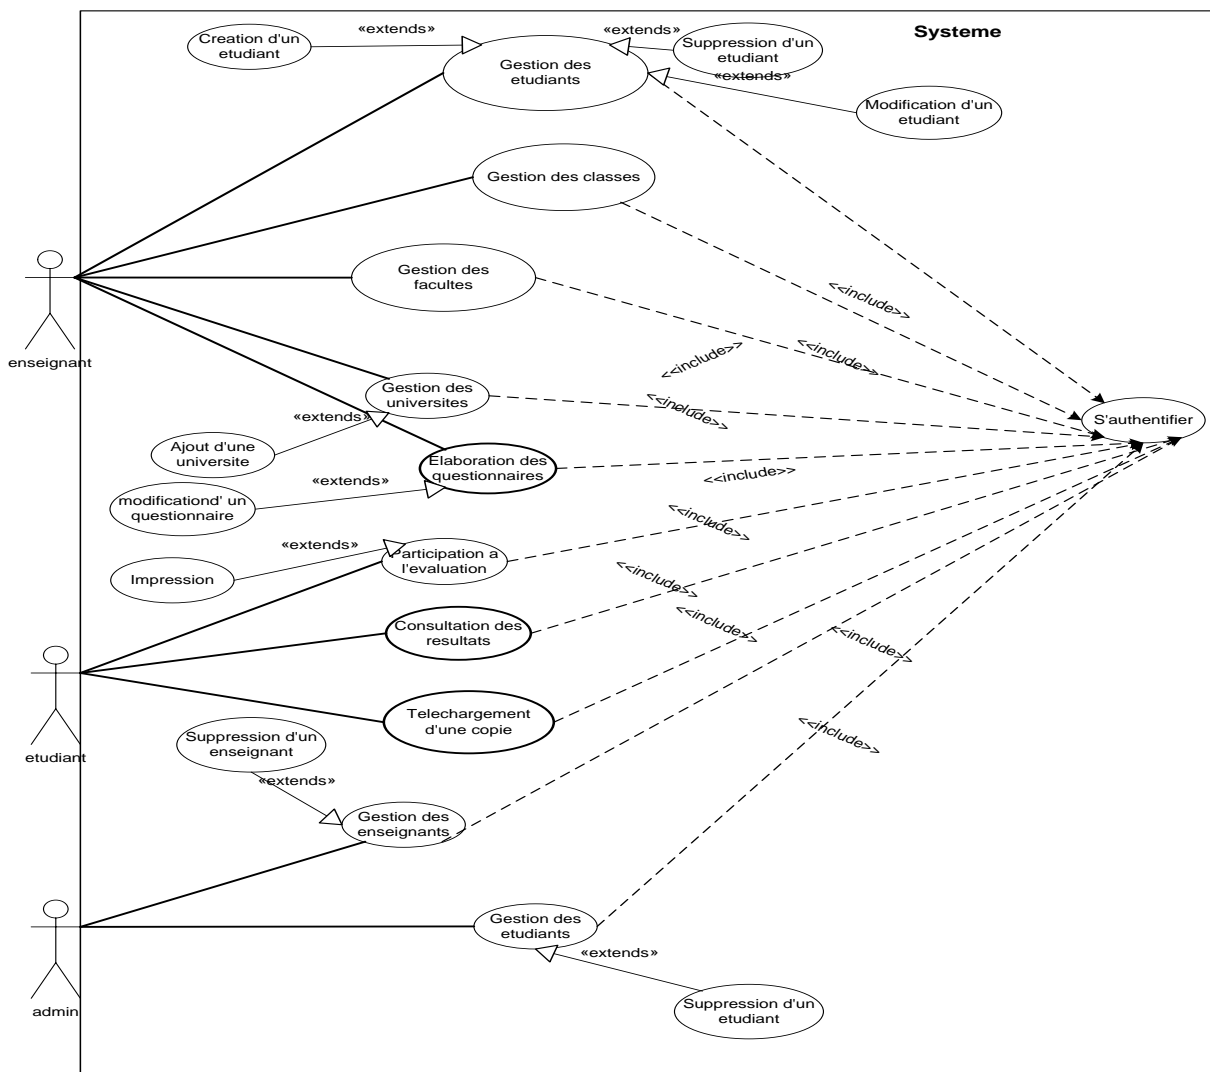 Systeme
«extends»
«extends»
Creation d'un
etudiant
Gestion des
etudiants
Suppression d'un
etudiant
«extends»
Modification d'un
etudiant
Gestion des classes
Gestion des
facultes
<<include>>
enseignant
<<include>>
<<include>>
Gestion des
universites
<<include>>
«extends»
S'authentifier
Ajout d'une
universite
Elaboration des
questionnaires
<<include>>
«extends»
modificationd' un
questionnaire
<<include>>
«extends»
Participation a
l'evaluation
Impression
<<include>>
Consultation des
resultats
<<include>>
<<include>>
Telechargement
d'une copie
<<include>>
etudiant
Suppression d'un
enseignant
«extends»
Gestion des
enseignants
Gestion des
etudiants
«extends»
admin
Suppression d'un
etudiant